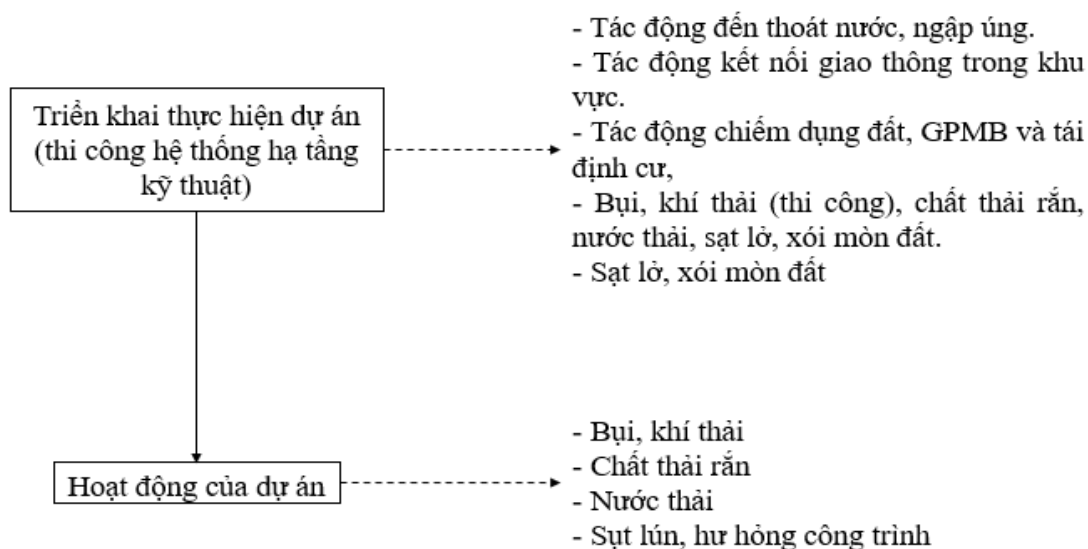 Triển khai thực hiện dự án
(thi công hệ thống hạ tầng
kỹ thuật)
- Tác động đến thoát nước, ngập úng.
- Tác động kết nối giao thông trong khu
vực.
- Tác động chiếm dụng đất, GPMB và tái
định cư,
- Bụi, khí thải (thi công), chất thải rắn,
nước thải, sạt lở, xói mòn đất.
- Sạt lở, xói mòn đất
Hoạt động của dự án
- Bụi, khí thải
- Chất thải rắn
- Nước thải
- Sụt lún, hư hỏng công trình